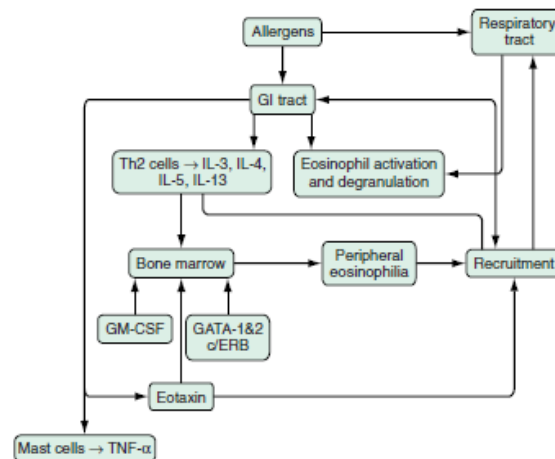 Allergens
Respiratory
tract
GI tract
Th2 cells → IL-3, IL-4,
IL-5, IL-13
Eosinophil activation
and degranulation
Bone marrow
Peripheral
eosinophilia
Recruitment
GM-CSF
GATA-1&2
c/ERB
Eotaxin
Mast cells → TNF-α